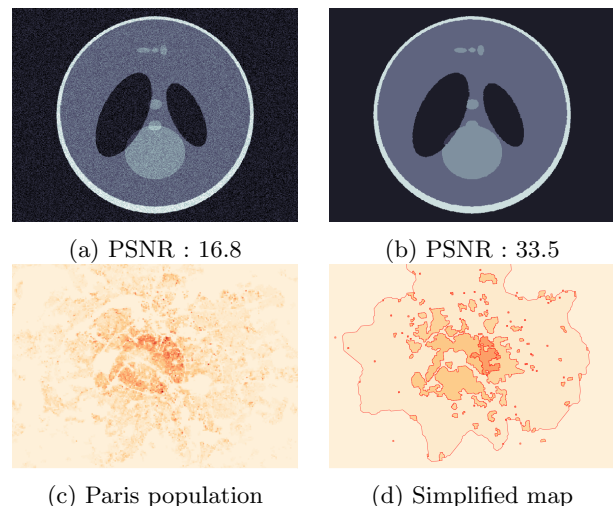 (a) PSNR : 16.8
(b) PSNR : 33.5
(c) Paris population
(d) Simplified map